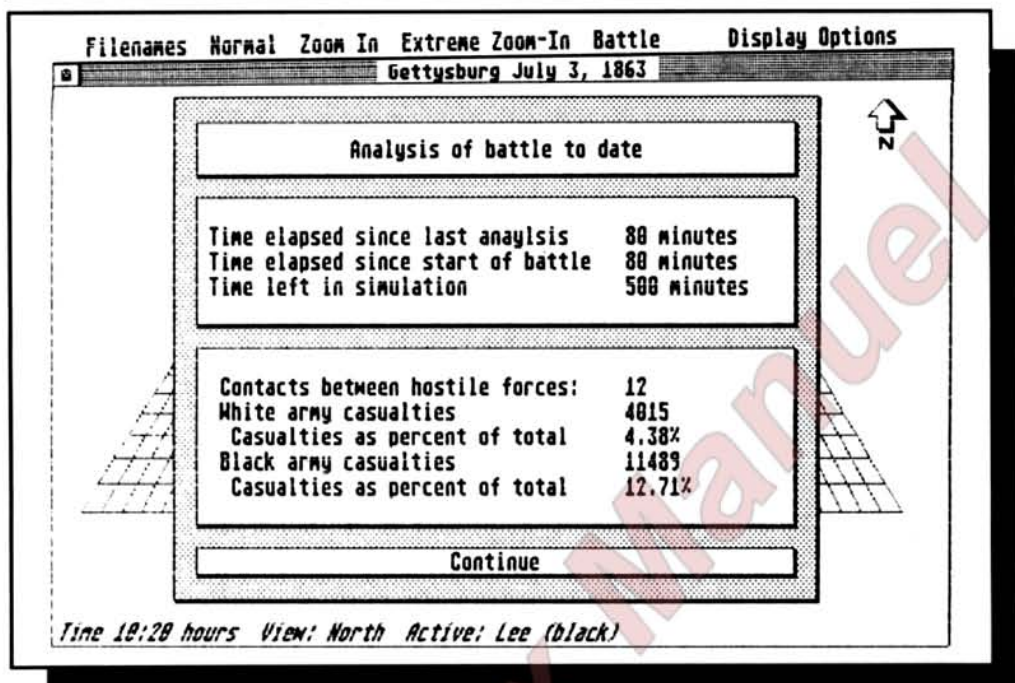 Filenames Normal Zoom In Extreme Zoom-In Battle Display Options
Gettysburg July 3, 1863
N
Analysis of battle to date
Time elapsed since last anaylsis 80 minutes
Time elapsed since start of battle 80 minutes
Time left in simulation 500 minutes
Contacts between hostile forces: 12
White army casualties 4015
Casualties as percent of total 4.38%
Black army casualties 11489
Casualties as percent of total 12.71%
Continue
Time 10:20 hours View: North Active: Lee (black)
Manuel